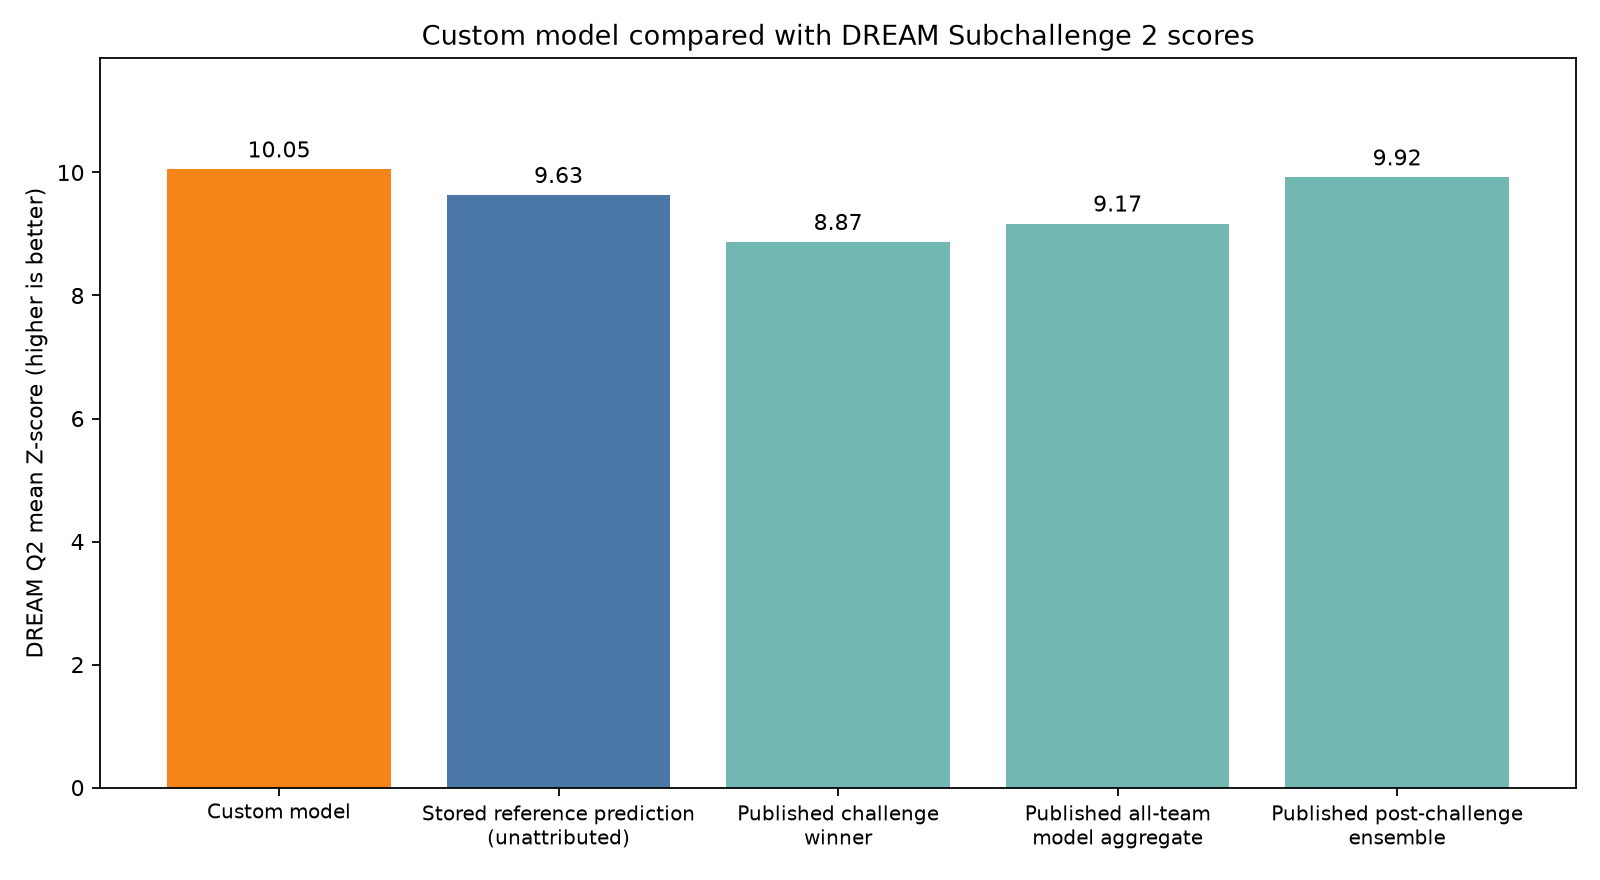 Custom model compared with DREAM Subchallenge 2 scores
DREAM Q2 mean Z-score (higher is better)
10
8
6
4
2
0
10.05
9.63
8.87
9.17
9.92
Custom model
Stored reference prediction
(unattributed)
Published challenge
winner
Published all-team
model aggregate
Published post-challenge
ensemble